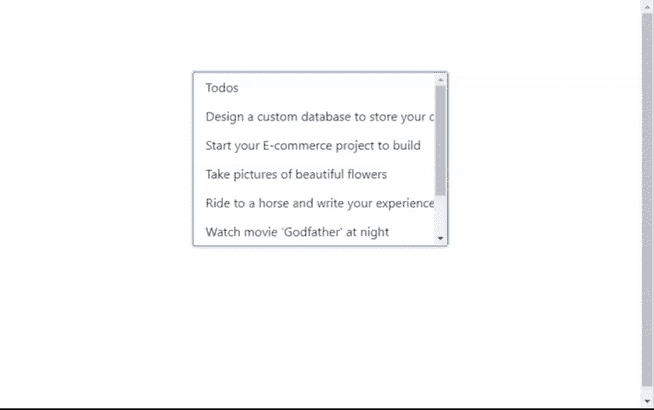 Todos
Design a custom database to store your c
Start your E-commerce project to build
Take pictures of beautiful flowers
Ride to a horse and write your experience
Watch movie 'Godfather' at night